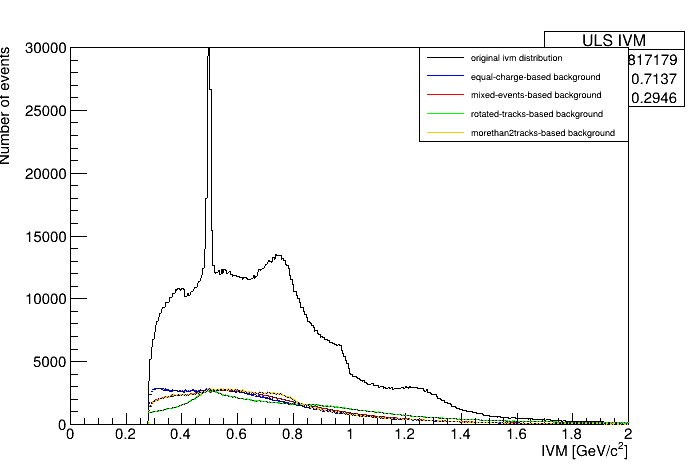 ULS IVM
817179
0.7137
0.2946
original ivm distribution
equal-charge-based background
mixed-events-based background
rotated-tracks-based background
morethan2tracks-based background
Number of events
30000
25000
20000
15000
10000
5000
0
0 0.2 0.4 0.6 0.8 1 1.2 1.4 1.6 1.8 2
IVM [GeV/c²]